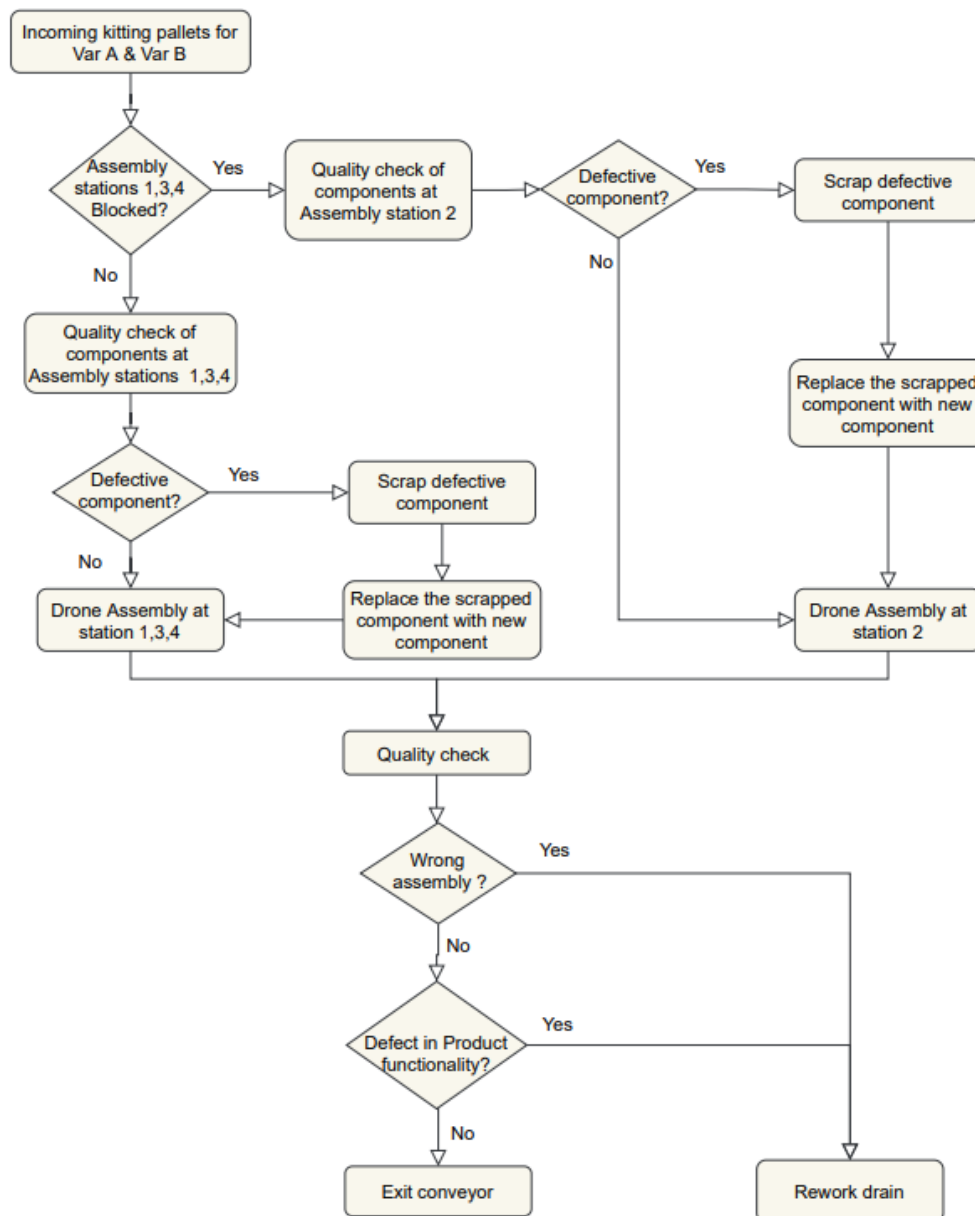 Incoming kitting pallets for
Var A & Var B
Assembly
stations 1,3,4
Blocked?
Yes
Quality check of
components at
Assembly station 2
Defective
component?
Yes
Scrap defective
component
No
No
Quality check of
components at
Assembly stations 1,3,4
Replace the scrapped
component with new
component
Defective
component?
Yes
Scrap defective
component
No
Drone Assembly at
station 1,3,4
Replace the scrapped
component with new
component
Drone Assembly at
station 2
Quality check
Wrong
assembly ?
Yes
No
Defect in Product
functionality?
Yes
No
Exit conveyor
Rework drain